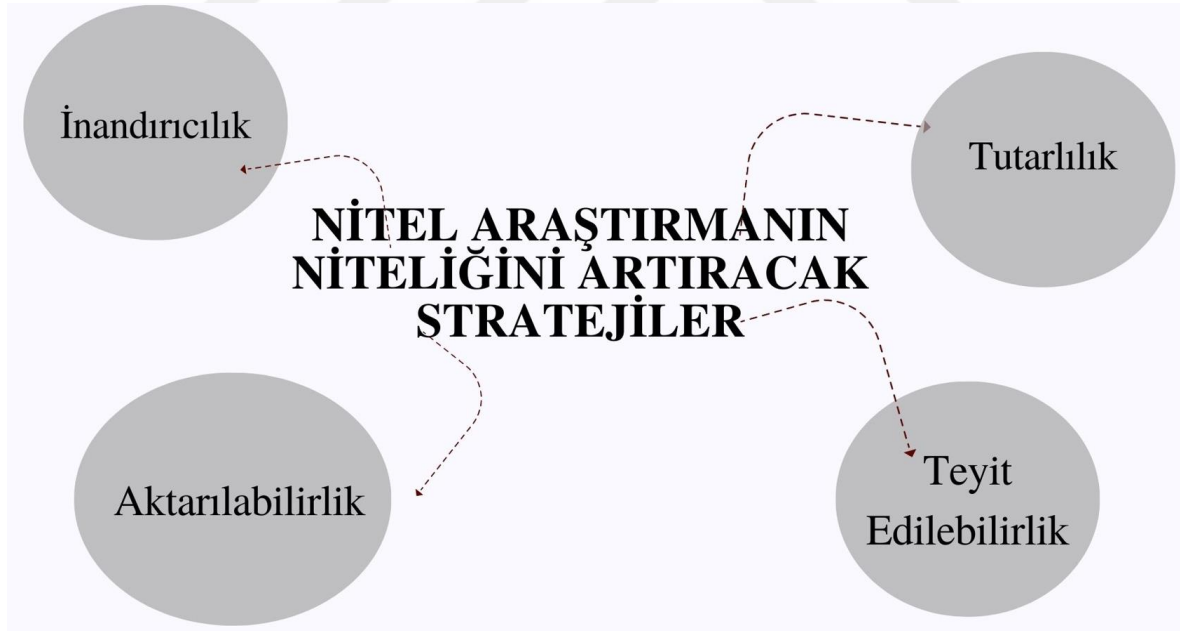 İnandırıcılık
Tutarlılık
NİTEL ARAŞTIRMANIN
NİTELİĞİNİ ARTIRACAK
STRATEJİLER
Aktarılabilirlik
Teyit
Edilebilirlik